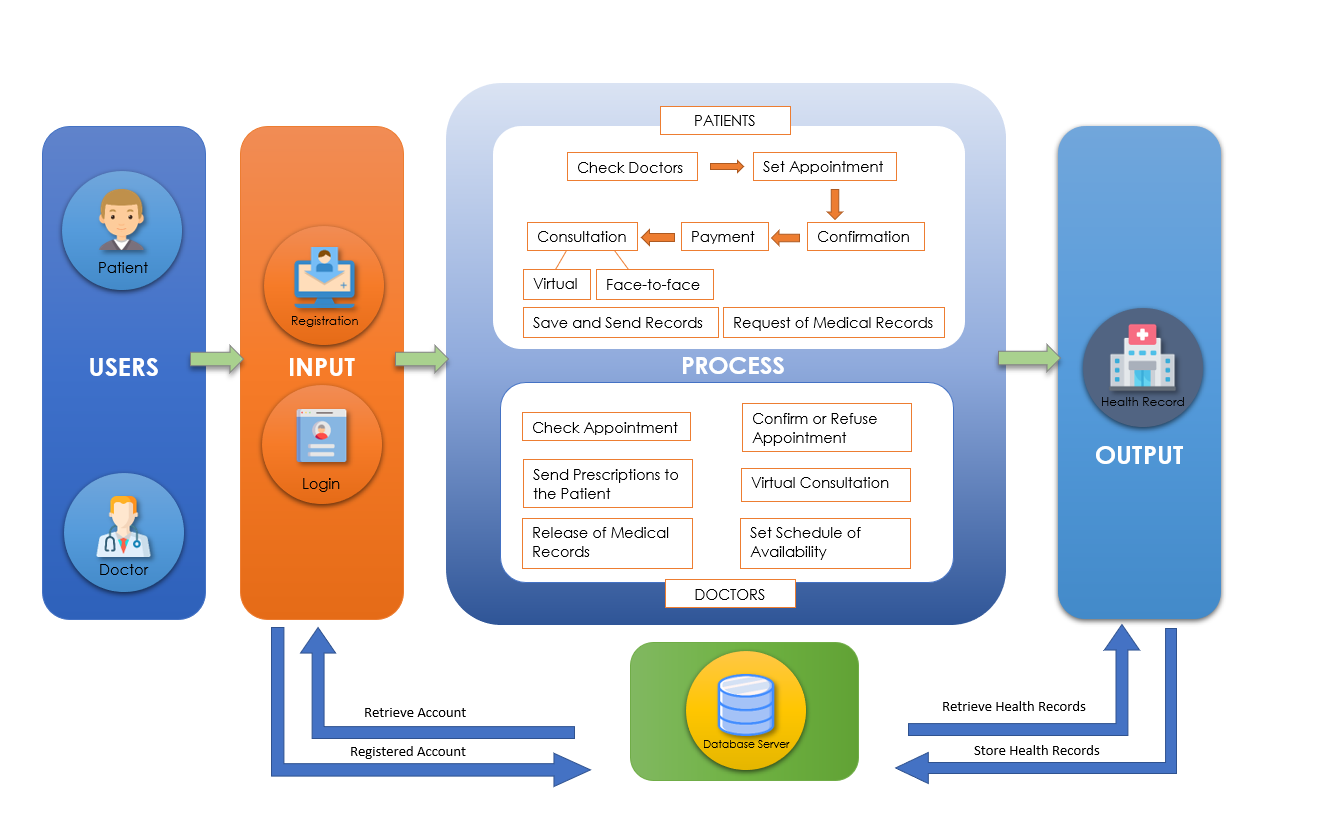 Patient
USERS
Doctor
Registration
INPUT
Login
PATIENTS
Check Doctors
Set Appointment
Consultation
Payment
Confirmation
Virtual
Face-to-face
Save and Send Records
Request of Medical Records
PROCESS
Check Appointment
Confirm or Refuse
Appointment
Send Prescriptions to
the Patient
Virtual Consultation
Release of Medical
Records
Set Schedule of
Availability
DOCTORS
Health Record
OUTPUT
Retrieve Account
Registered Account
Database Server
Retrieve Health Records
Store Health Records